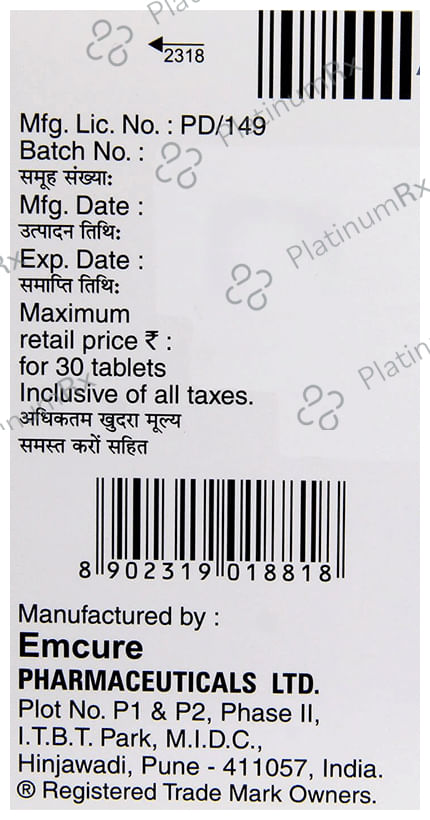 2318
Mfg. Lic. No. : PD/149
Batch No. :
समूह संख्याः
Mfg. Date :
उत्पादन तिथिः
Exp. Date :
समाप्ति तिथिः
Maximum
retail price ₹ :
for 30 tablets
Inclusive of all taxes.
अधिकतम खुदरा मूल्य
समस्त करों सहित
8 902319 018818
Manufactured by :
Emcure
PHARMACEUTICALS LTD.
Plot No. P1 & P2, Phase II,
I.T.B.T. Park, M.I.D.C.,
Hinjawadi, Pune - 411057, India.
® Registered Trade Mark Owners.
PlatinumRx
PlatinumRx